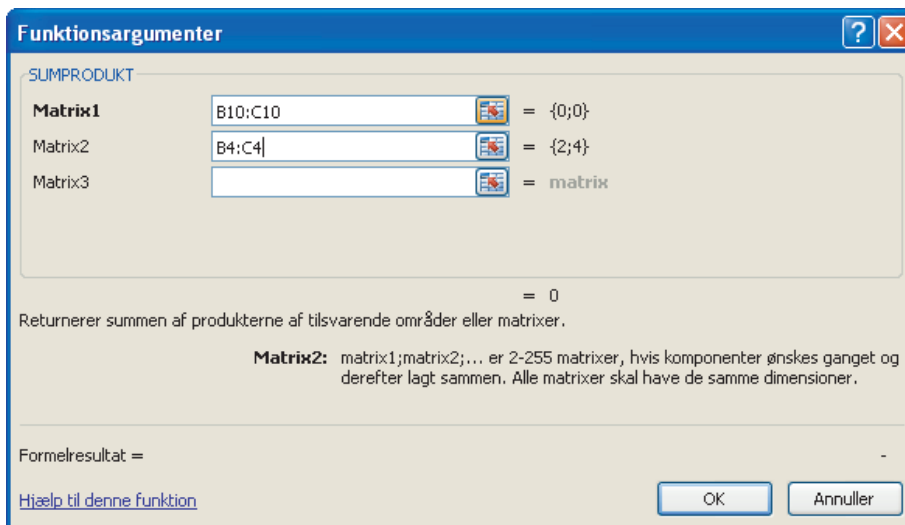 Funktionsargumenter
SUMPRODUKT
Matrix1 B10:C10 = {0;0}
Matrix2 B4:C4 = {2;4}
Matrix3 = matrix
= 0
Returnerer summen af produkterne af tilsvarende områder eller matrixer.
Matrix2: matrix1;matrix2;... er 2-255 matrixer, hvis komponenter ønskes ganget og
derefter lagt sammen. Alle matrixer skal have de samme dimensioner.
Formelresultat = -
Hjælp til denne funktion OK Annuller